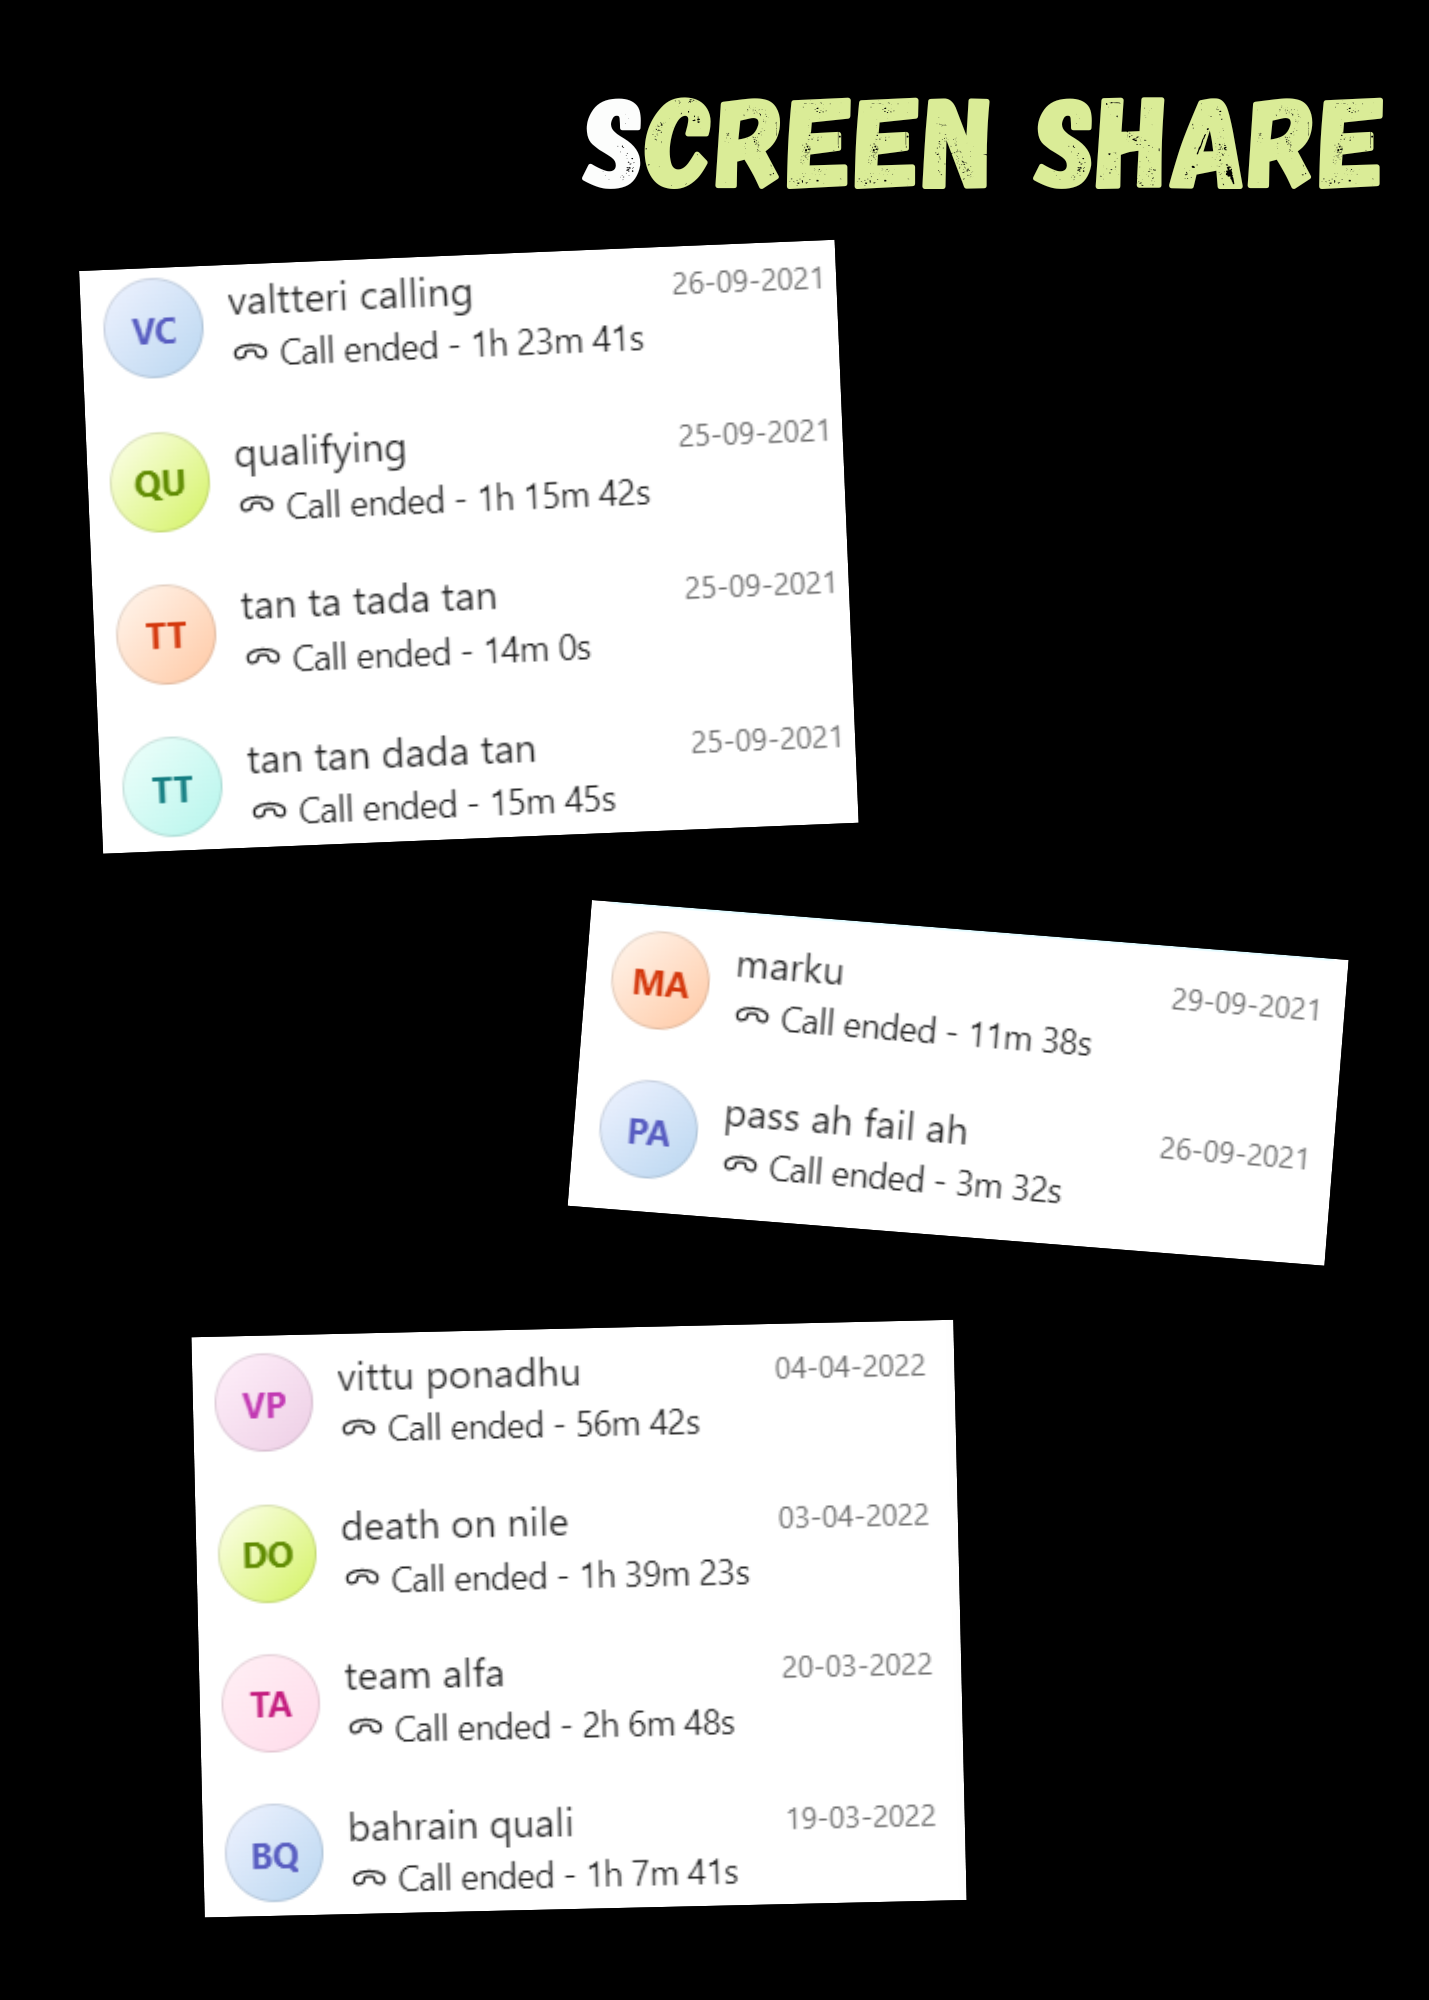 SCREEN SHARE
VC
valtteri calling
26-09-2021
Call ended - 1h 23m 41s
QU
qualifying
25-09-2021
Call ended - 1h 15m 42s
TT
tan ta tada tan
25-09-2021
Call ended - 14m 0s
TT
tan tan dada tan
25-09-2021
Call ended - 15m 45s
MA
marku
29-09-2021
Call ended - 11m 38s
PA
pass ah fail ah
26-09-2021
Call ended - 3m 32s
VP
vittu ponadhu
04-04-2022
Call ended - 56m 42s
DO
death on nile
03-04-2022
Call ended - 1h 39m 23s
TA
team alfa
20-03-2022
Call ended - 2h 6m 48s
BQ
bahrain quali
19-03-2022
Call ended - 1h 7m 41s